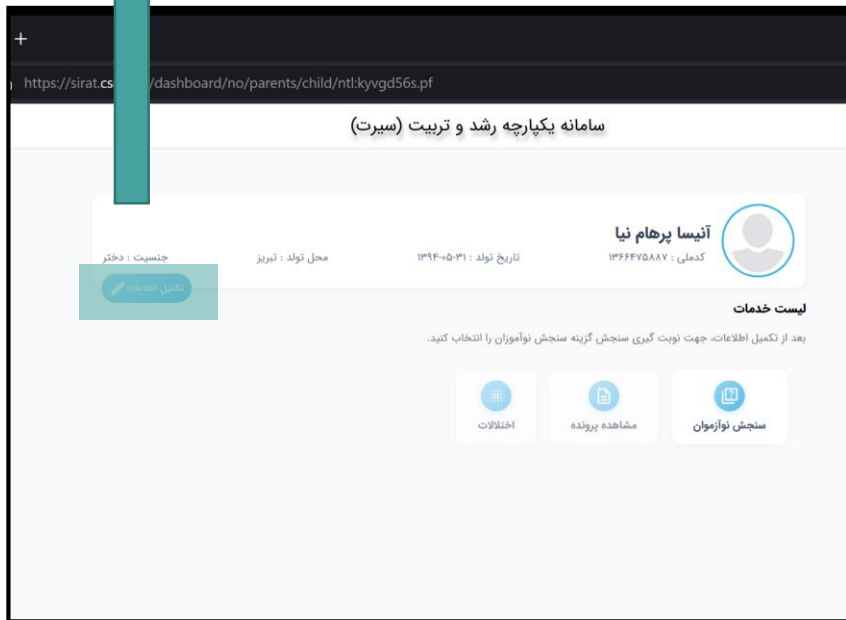 +
https://sirat.cs /dashboard/no/parents/child/ntl:kyvgd56s.pf
سامانه یکپارچه رشد و تربیت (سیرت)
آنیسا پرهام نیا
کدملی : ۱۳۶۶۴۷۵۸۸۷ تاریخ تولد : ۳۱-۰۵-۱۳۹۴ محل تولد : تبریز جنسیت : دختر
تکمیل اطلاعات
لیست خدمات
بعد از تکمیل اطلاعات، جهت نوبت گیری سنجش گزینه سنجش نوآموزان را انتخاب کنید.
سنجش نوآزموان مشاهده پرونده اختلالات